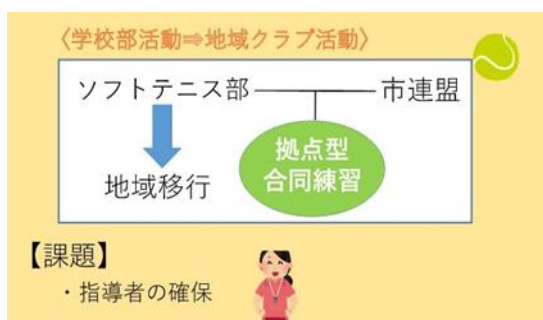 〈学校部活動⇒地域クラブ活動〉
ソフトテニス部 市連盟
拠点型
合同練習
地域移行
【課題】
・指導者の確保